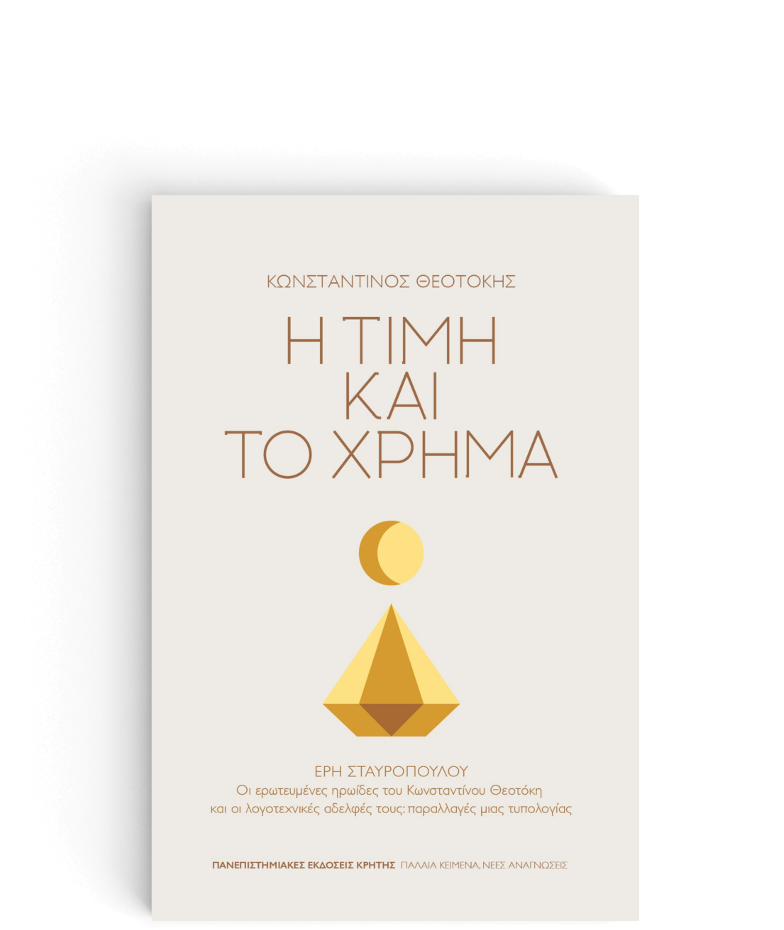 ΚΩΝΣΤΑΝΤΙΝΟΣ ΘΕΟΤΟΚΗΣ
Η ΤΙΜΗ
ΚΑΙ
ΤΟ ΧΡΗΜΑ
ΕΡΗ ΣΤΑΥΡΟΠΟΥΛΟΥ
Οι ερωτευμένες ηρωίδες του Κωνσταντίνου Θεοτόκη
και οι λογοτεχνικές αδελφές τους: παραλλαγές μιας τυπολογίας
ΠΑΝΕΠΙΣΤΗΜΙΑΚΕΣ ΕΚΔΟΣΕΙΣ ΚΡΗΤΗΣ ΠΑΛΑΙΑ ΚΕΙΜΕΝΑ, ΝΕΕΣ ΑΝΑΓΝΩΣΕΙΣ